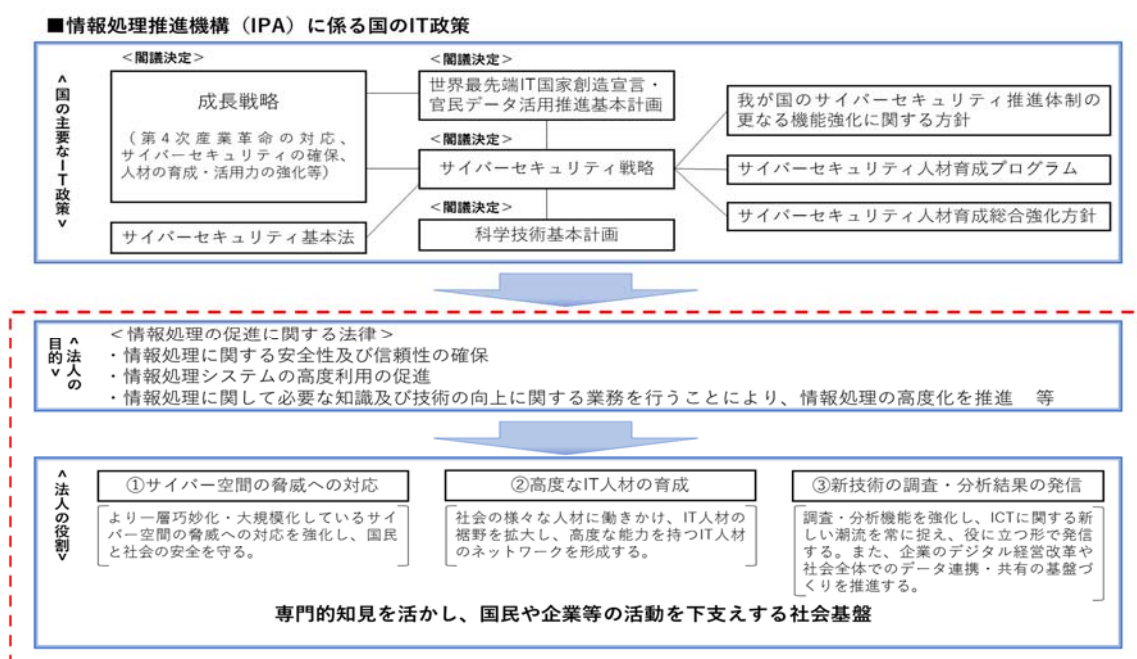 ■情報処理推進機構（IPA）に係る国のIT政策
<国の主要なIT政策>
<閣議決定>
成長戦略
（第4次産業革命の対応、
サイバーセキュリティの確保、
人材の育成・活用力の強化等）
サイバーセキュリティ基本法
<閣議決定>
世界最先端IT国家創造宣言・
官民データ活用推進基本計画
<閣議決定>
サイバーセキュリティ戦略
<閣議決定>
科学技術基本計画
我が国のサイバーセキュリティ推進体制の
更なる機能強化に関する方針
サイバーセキュリティ人材育成プログラム
サイバーセキュリティ人材育成総合強化方針
<法人の
目的>
＜情報処理の促進に関する法律＞
・情報処理に関する安全性及び信頼性の確保
・情報処理システムの高度利用の促進
・情報処理に関して必要な知識及び技術の向上に関する業務を行うことにより、情報処理の高度化を推進　等
<法人の役割>
①サイバー空間の脅威への対応
より一層巧妙化・大規模化しているサイ
バー空間の脅威への対応を強化し、国民
と社会の安全を守る。
②高度なIT人材の育成
社会の様々な人材に働きかけ、IT人材の
裾野を拡大し、高度な能力を持つIT人材
のネットワークを形成する。
③新技術の調査・分析結果の発信
調査・分析機能を強化し、ICTに関する新
しい潮流を常に捉え、役に立つ形で発信
する。また、企業のデジタル経営改革や
社会全体でのデータ連携・共有の基盤づ
くりを推進する。
専門的知見を活かし、国民や企業等の活動を下支えする社会基盤